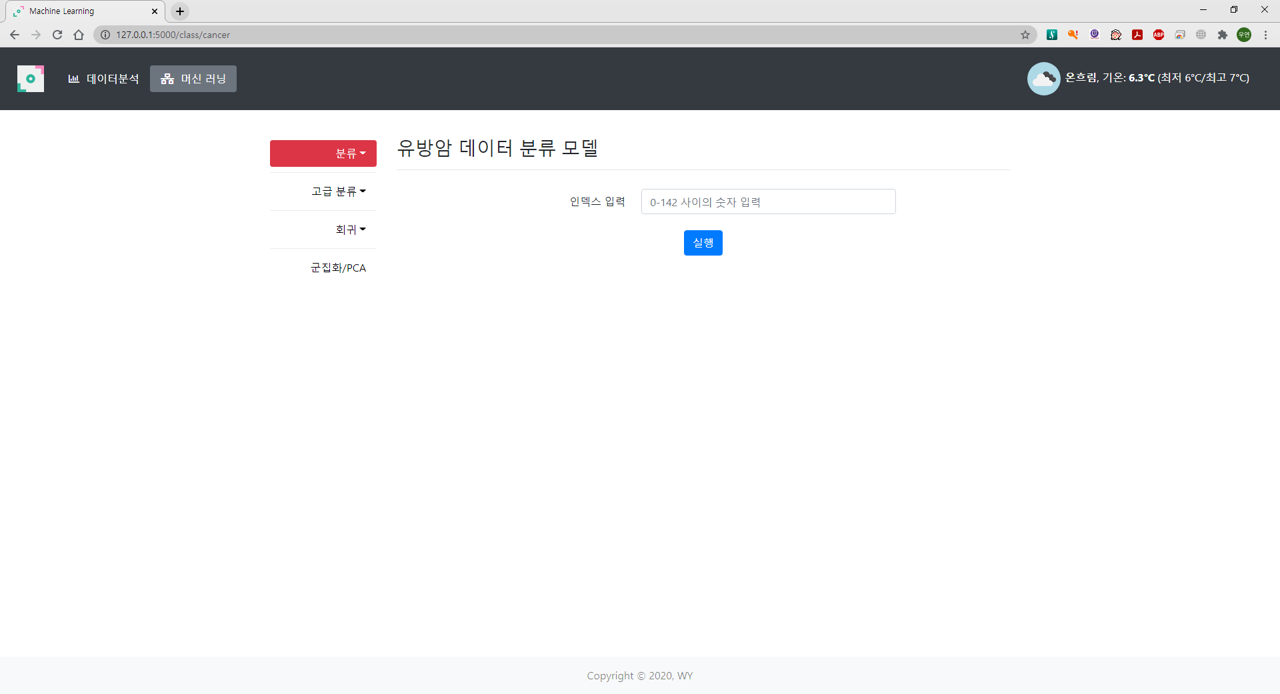 Machine Learning
127.0.0.1:5000/class/cancer
ABP
우연
데이터분석
머신 러닝
온흐림, 기온: 6.3℃ (최저 6℃/최고 7℃)
분류
유방암 데이터 분류 모델
고급 분류
인덱스 입력
0-142 사이의 숫자 입력
회귀
실행
군집화/PCA
Copyright © 2020, WY